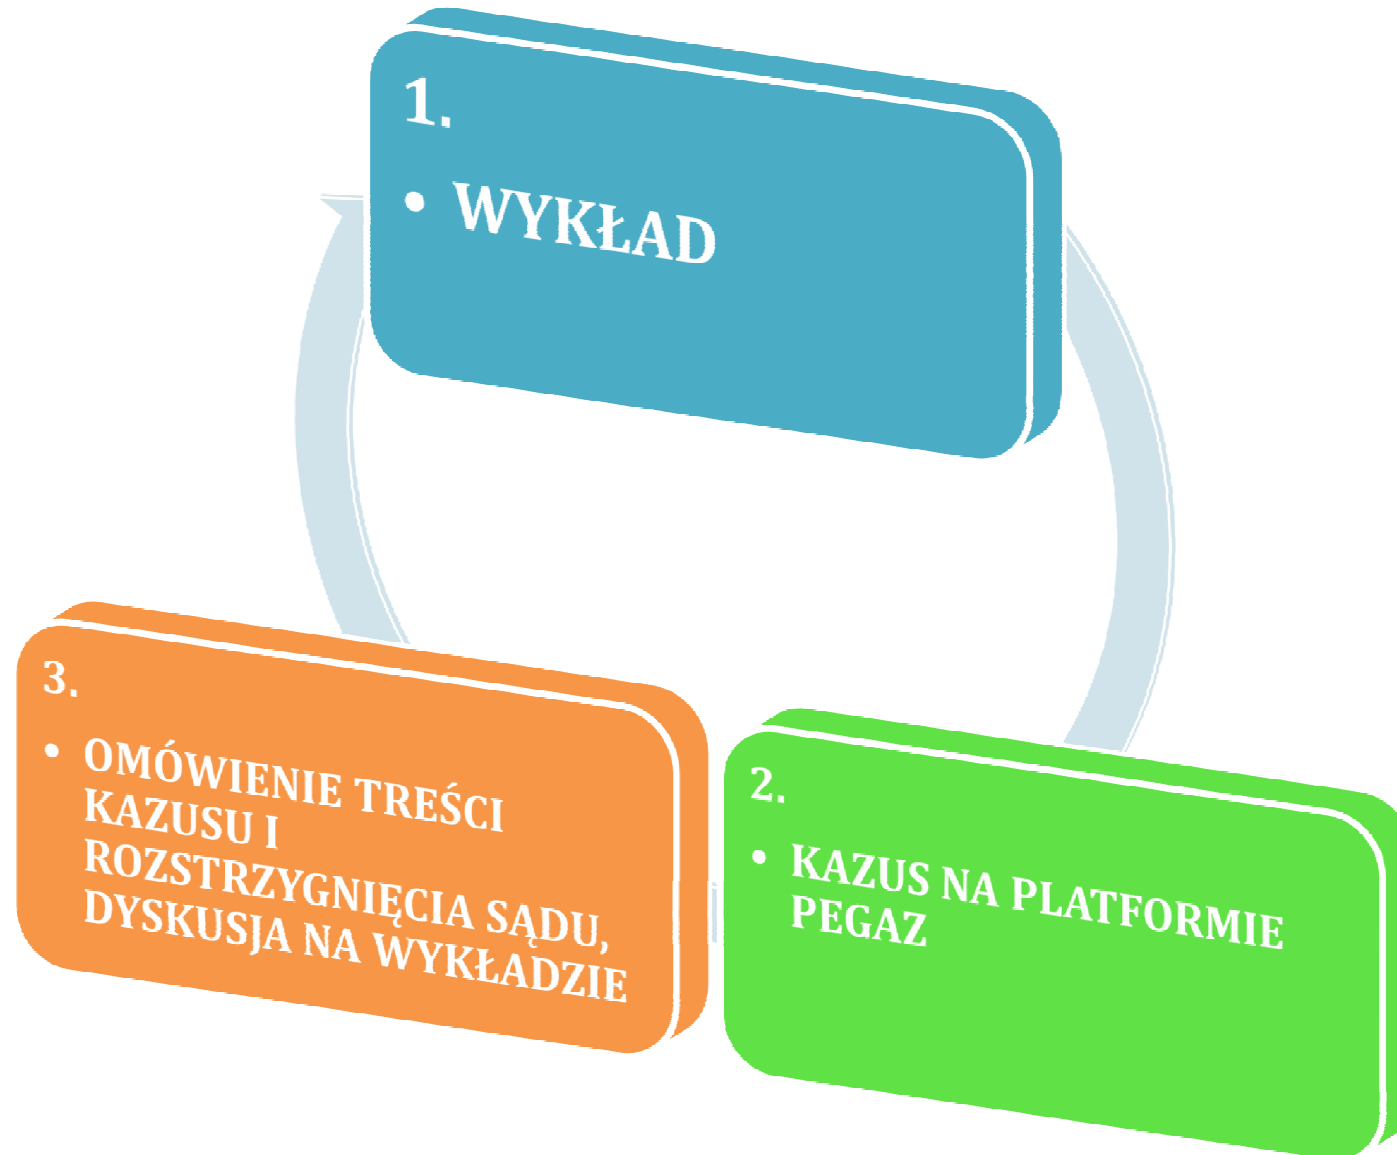 1.
• WYKŁAD
2.
• KAZUS NA PLATFORMIE
PEGAZ
3.
• OMÓWIENIE TREŚCI
KAZUSU I
ROZSTRZYGNIĘCIA SĄDU,
DYSKUSJA NA WYKŁADZIE